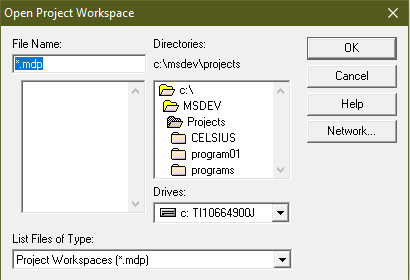 Open Project Workspace
File Name:
*.mdp
Directories:
c:\msdev\projects
c:\
MSDEV
Projects
CELSIUS
program01
programs
Drives:
c: TI10664900J
List Files of Type:
Project Workspaces (*.mdp)
OK
Cancel
Help
Network...